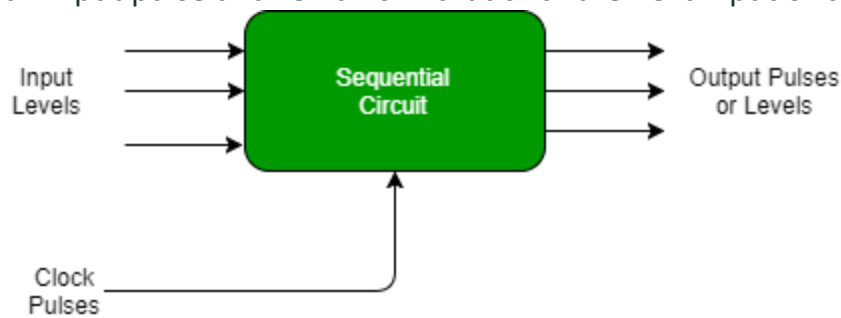 Input
Levels
Sequential
Circuit
Output Pulses
or Levels
Clock
Pulses